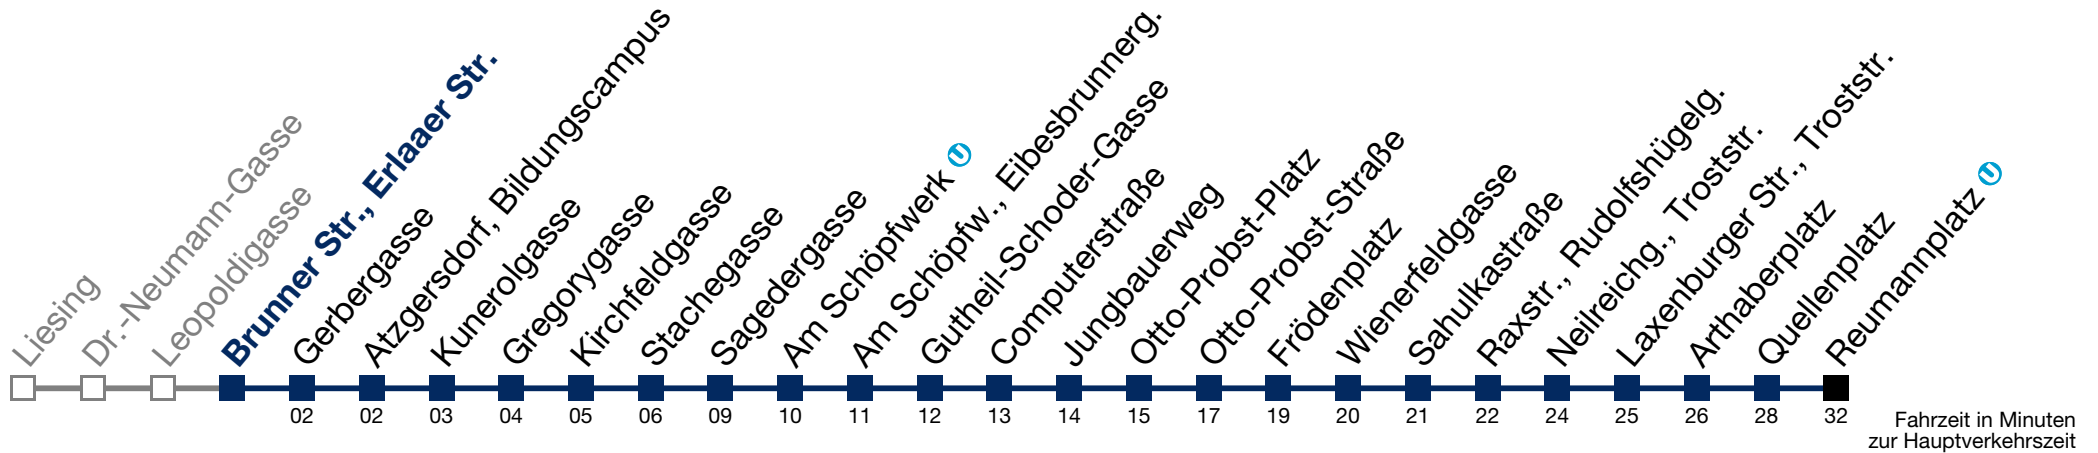 Liesing
Dr.-Neumann-Gasse
Leopoldigasse
Brunner Str., Erlaaer Str.
Gerbergasse
Atzgersdorf, Bildungscampus
Kunerolgasse
Gregorygasse
Kirchfeldgasse
Stachegasse
Sagedergasse
Am Schöpfwerk U
Am Schöpfw., Eibesbrunnerg.
Gutheil-Schoder-Gasse
Computerstraße
Jungbauerweg
Otto-Probst-Platz
Otto-Probst-Straße
Frödenplatz
Wienerfeldgasse
Sahulkastraße
Raxstr., Rudolfshügelg.
Neilreichg., Troststr.
Laxenburger Str., Troststr.
Arthaberplatz
Quellenplatz
Reumannplatz U
02 02 03 04 05 06 09 10 11 12 13 14 15 17 19 20 21 22 24 25 26 28 32
Fahrzeit in Minuten
zur Hauptverkehrszeit